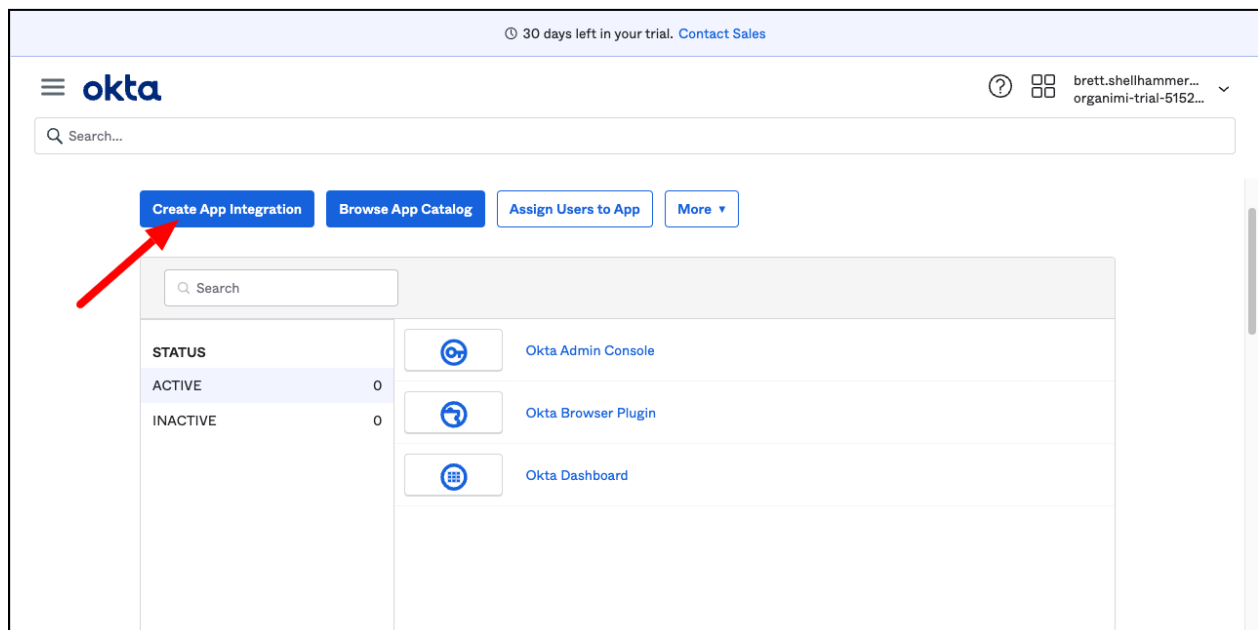 30 days left in your trial. Contact Sales
okta
brett.shellhammer...
organimi-trial-5152...
Search...
Create App Integration
Browse App Catalog
Assign Users to App
More
Search
STATUS
ACTIVE 0
INACTIVE 0
Okta Admin Console
Okta Browser Plugin
Okta Dashboard